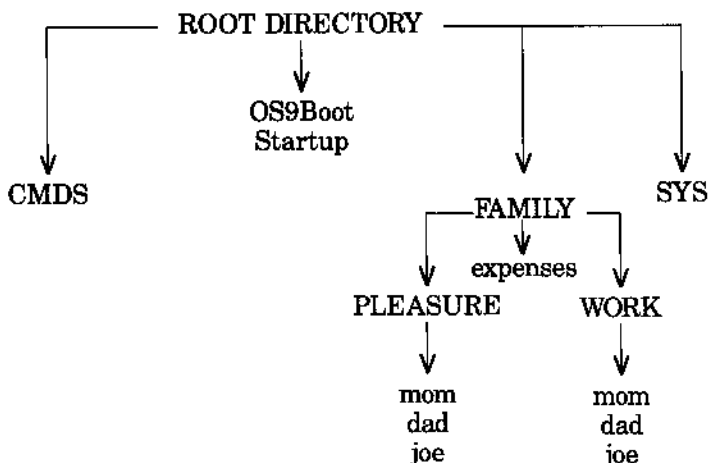 ROOT DIRECTORY
OS9Boot
Startup
CMDS
SYS
FAMILY
expenses
PLEASURE
WORK
mom
dad
joe
mom
dad
joe